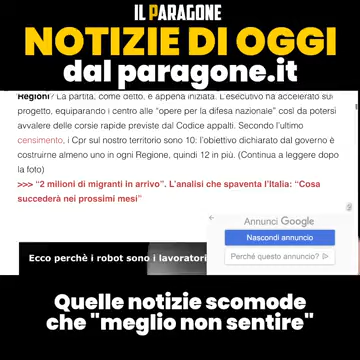 IL PARAGONE
NOTIZIE DI OGGI
dal paragone.it
Regioni? La partita, come detto, è appena iniziata. L'esecutivo ha accelerato sul
progetto, equiparando i centro alle "opere per la difesa nazionale" così da potersi
avvalere delle corsie rapide previste dal Codice appalti. Secondo l'ultimo
censimento, i Cpr sul nostro territorio sono 10: l'obiettivo dichiarato dal governo è
costruirne almeno uno in ogni Regione, quindi 12 in più. (Continua a leggere dopo
la foto)
>>> "2 milioni di migranti in arrivo". L'analisi che spaventa l'Italia: "Cosa
succederà nei prossimi mesi"
Annunci Google
Nascondi annuncio
Perché questo annuncio?
Ecco perchè i robot sono i lavoratori
Quelle notizie scomode
che "meglio non sentire"